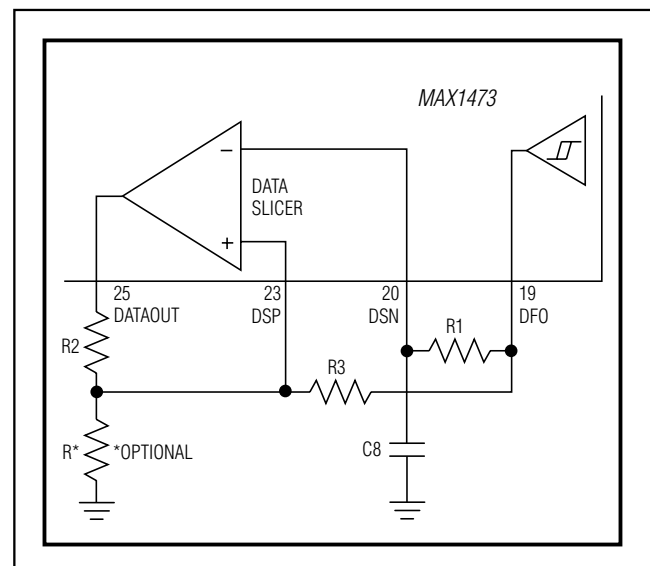 MAX1473
−
DATA
SLICER
+
25
DATAOUT
23
DSP
20
DSN
19
DFO
R1
R2
R3
R*
*OPTIONAL
C8